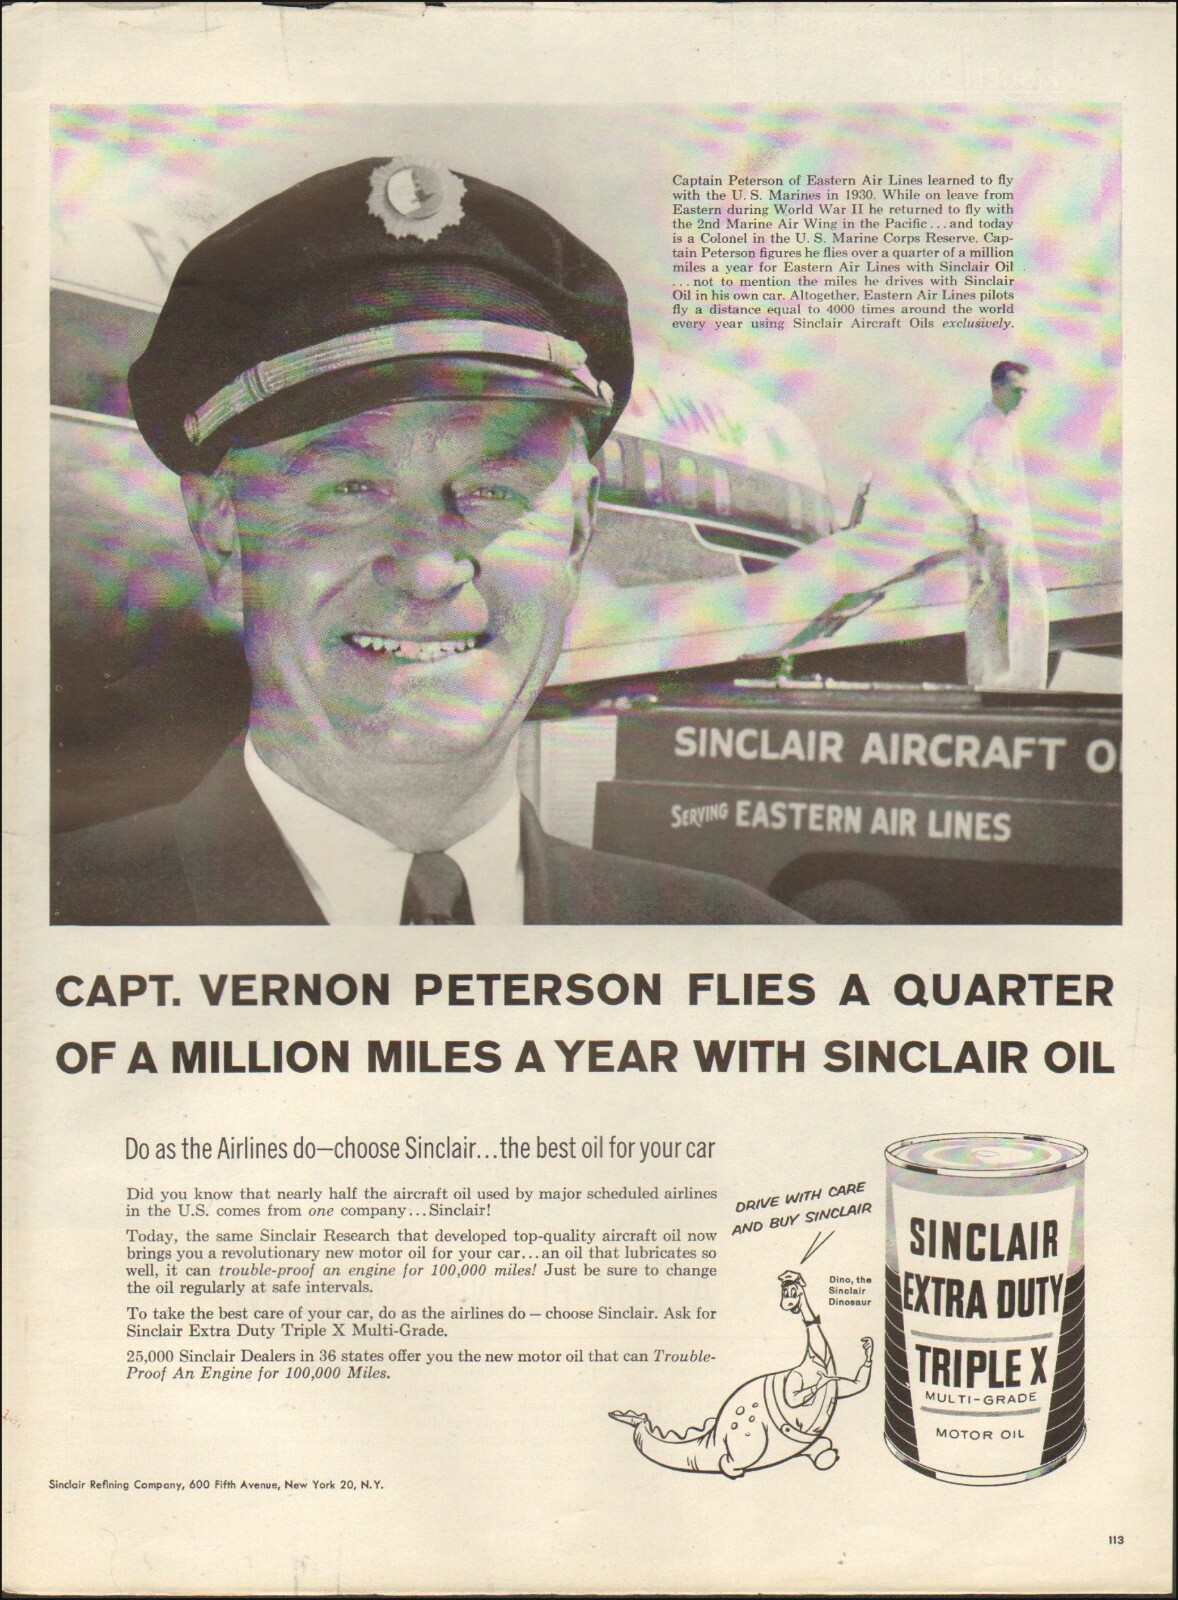 Captain Peterson of Eastern Air Lines learned to fly
with the U. S. Marines in 1930. While on leave from
Eastern during World War II he returned to fly with
the 2nd Marine Air Wing in the Pacific...and today
is a Colonel in the U. S. Marine Corps Reserve. Cap-
tain Peterson figures he flies over a quarter of a million
miles a year for Eastern Air Lines with Sinclair Oil
...not to mention the miles he drives with Sinclair
Oil in his own car. Altogether, Eastern Air Lines pilots
fly a distance equal to 4000 times around the world
every year using Sinclair Aircraft Oils exclusively.
SINCLAIR AIRCRAFT O
SERVING EASTERN AIR LINES
CAPT. VERNON PETERSON FLIES A QUARTER
OF A MILLION MILES A YEAR WITH SINCLAIR OIL
Do as the Airlines do—choose Sinclair...the best oil for your car
Did you know that nearly half the aircraft oil used by major scheduled airlines
in the U.S. comes from one company...Sinclair!
Today, the same Sinclair Research that developed top-quality aircraft oil now
brings you a revolutionary new motor oil for your car...an oil that lubricates so
well, it can trouble-proof an engine for 100,000 miles! Just be sure to change
the oil regularly at safe intervals.
To take the best care of your car, do as the airlines do — choose Sinclair. Ask for
Sinclair Extra Duty Triple X Multi-Grade.
25,000 Sinclair Dealers in 36 states offer you the new motor oil that can Trouble-
Proof An Engine for 100,000 Miles.
DRIVE WITH CARE
AND BUY SINCLAIR
Dino, the
Sinclair
Dinosaur
SINCLAIR
EXTRA DUTY
TRIPLE X
MULTI-GRADE
MOTOR OIL
Sinclair Refining Company, 600 Fifth Avenue, New York 20, N.Y.
113